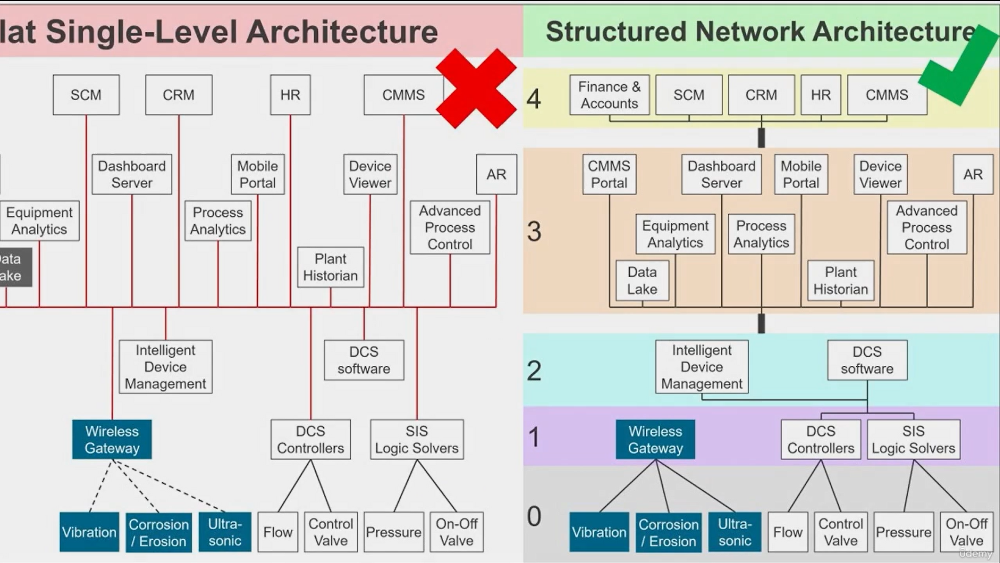 lat Single-Level Architecture
SCM
CRM
HR
CMMS
Dashboard
Server
Mobile
Portal
Device
Viewer
AR
Equipment
Analytics
Process
Analytics
Advanced
Process
Control
ata
ake
Plant
Historian
Intelligent
Device
Management
DCS
software
Wireless
Gateway
DCS
Controllers
SIS
Logic Solvers
Vibration
Corrosion
/ Erosion
Ultra-
sonic
Flow
Control
Valve
Pressure
On-Off
Valve
Structured Network Architecture
4
Finance &
Accounts
SCM
CRM
HR
CMMS
3
CMMS
Portal
Dashboard
Server
Mobile
Portal
Device
Viewer
AR
Equipment
Analytics
Process
Analytics
Advanced
Process
Control
Data
Lake
Plant
Historian
2
Intelligent
Device
Management
DCS
software
1
Wireless
Gateway
DCS
Controllers
SIS
Logic Solvers
0
Vibration
Corrosion
/ Erosion
Ultra-
sonic
Flow
Control
Valve
Pressure
On-Off
Valve
ûdemy